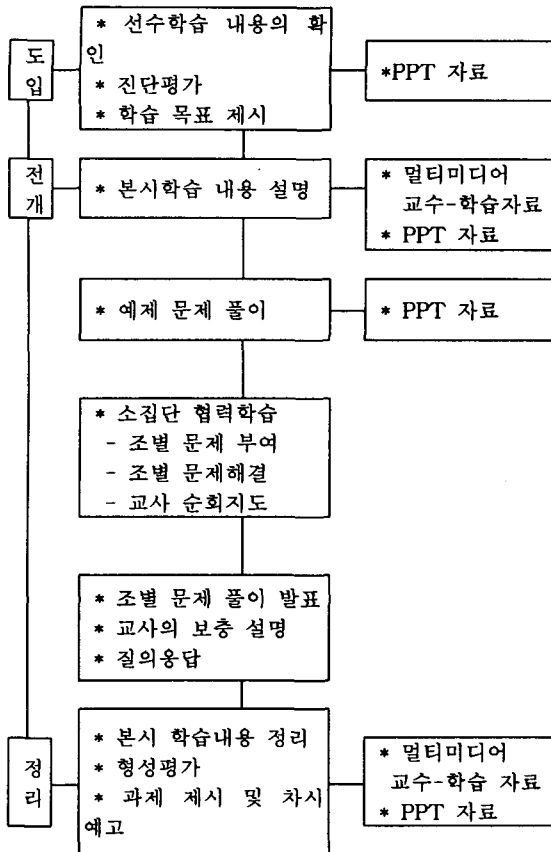 도
입
* 선수학습 내용의 확
인
* 진단평가
* 학습 목표 제시
*PPT 자료
전
개
* 본시학습 내용 설명
* 멀티미디어
교수-학습자료
* PPT 자료
* 예제 문제 풀이
* PPT 자료
* 소집단 협력학습
- 조별 문제 부여
- 조별 문제해결
- 교사 순회지도
* 조별 문제 풀이 발표
* 교사의 보충 설명
* 질의응답
정
리
* 본시 학습내용 정리
* 형성평가
* 과제 제시 및 차시
예고
* 멀티미디어
교수-학습 자료
* PPT 자료